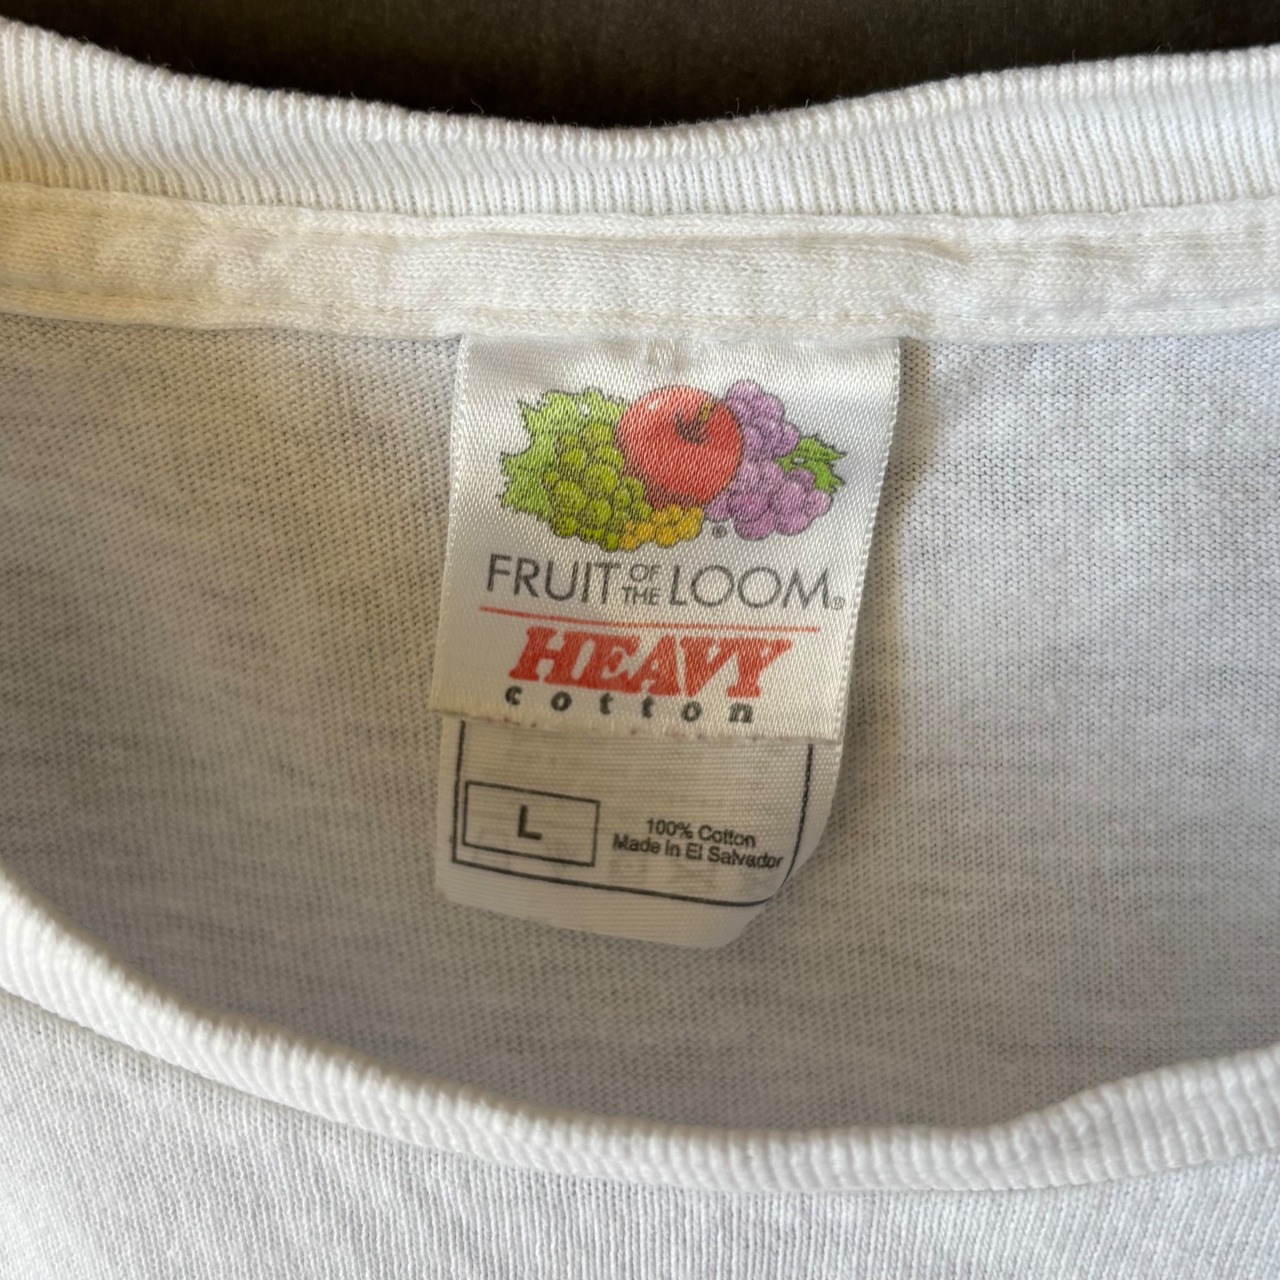 FRUIT OF THE LOOM®
HEAVY
cotton
L
100% Cotton
Made in El Salvador